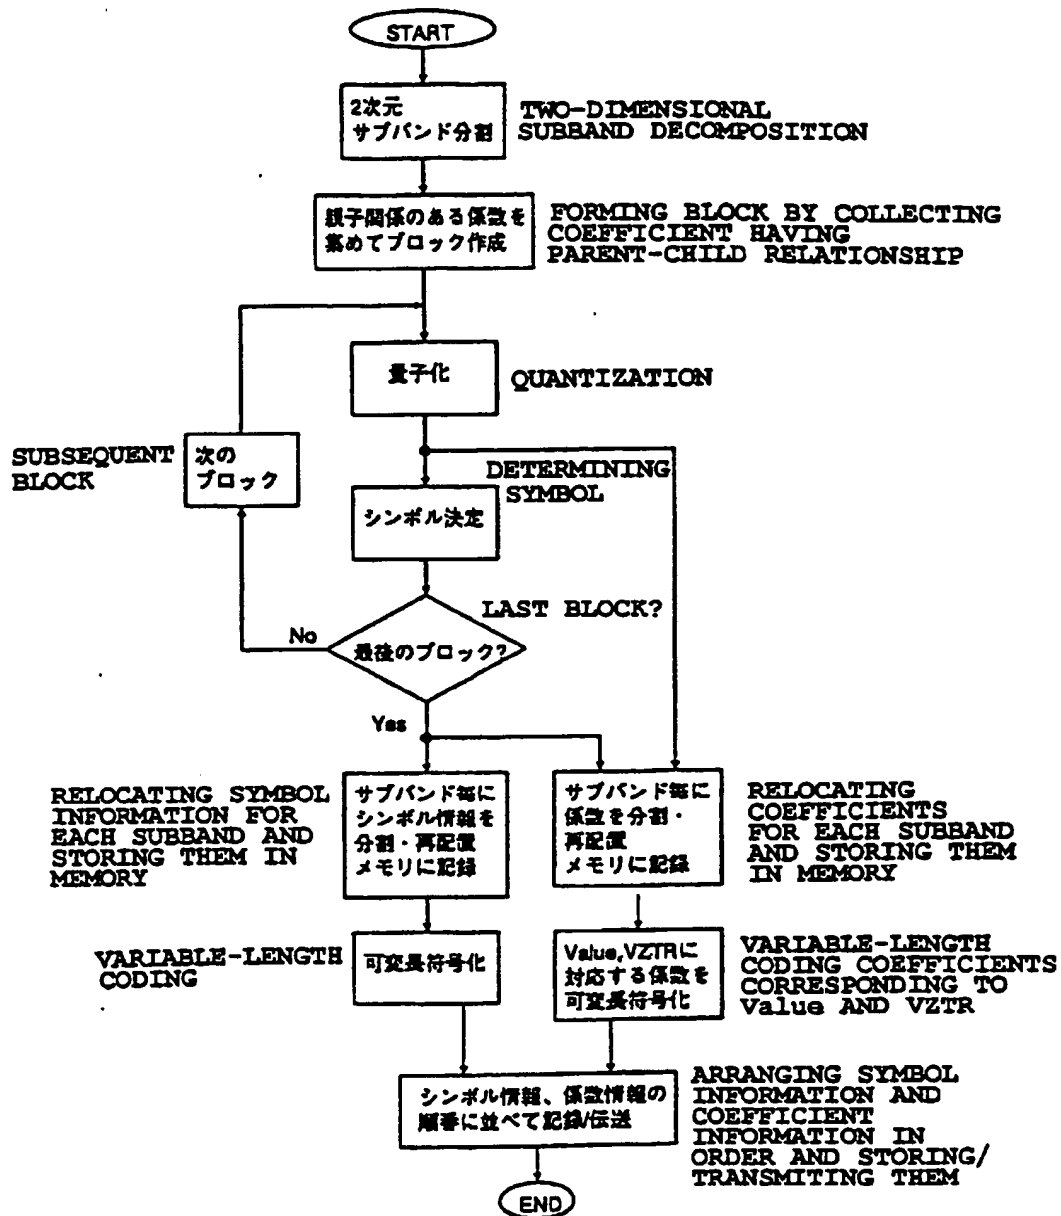 START
2次元
サブバンド分割
TWO-DIMENSIONAL
SUBBAND DECOMPOSITION
親子関係のある係数を
集めてブロック作成
FORMING BLOCK BY COLLECTING
COEFFICIENT HAVING
PARENT-CHILD RELATIONSHIP
量子化
QUANTIZATION
SUBSEQUENT
BLOCK
次の
ブロック
DETERMINING
SYMBOL
シンボル決定
LAST BLOCK?
No
最後のブロック?
Yes
RELOCATING SYMBOL
INFORMATION FOR
EACH SUBBAND AND
STORING THEM IN
MEMORY
サブバンド毎に
シンボル情報を
分割・再配置
メモリに記録
サブバンド毎に
係数を分割・
再配置
メモリに記録
RELOCATING
COEFFICIENTS
FOR EACH SUBBAND
AND STORING THEM
IN MEMORY
VARIABLE-LENGTH
CODING
可変長符号化
Value,VZTRに
対応する係数を
可変長符号化
VARIABLE-LENGTH
CODING COEFFICIENTS
CORRESPONDING TO
Value AND VZTR
シンボル情報、係数情報の
順番に並べて記録/伝送
ARRANGING SYMBOL
INFORMATION AND
COEFFICIENT
INFORMATION IN
ORDER AND STORING/
TRANSMITING THEM
END